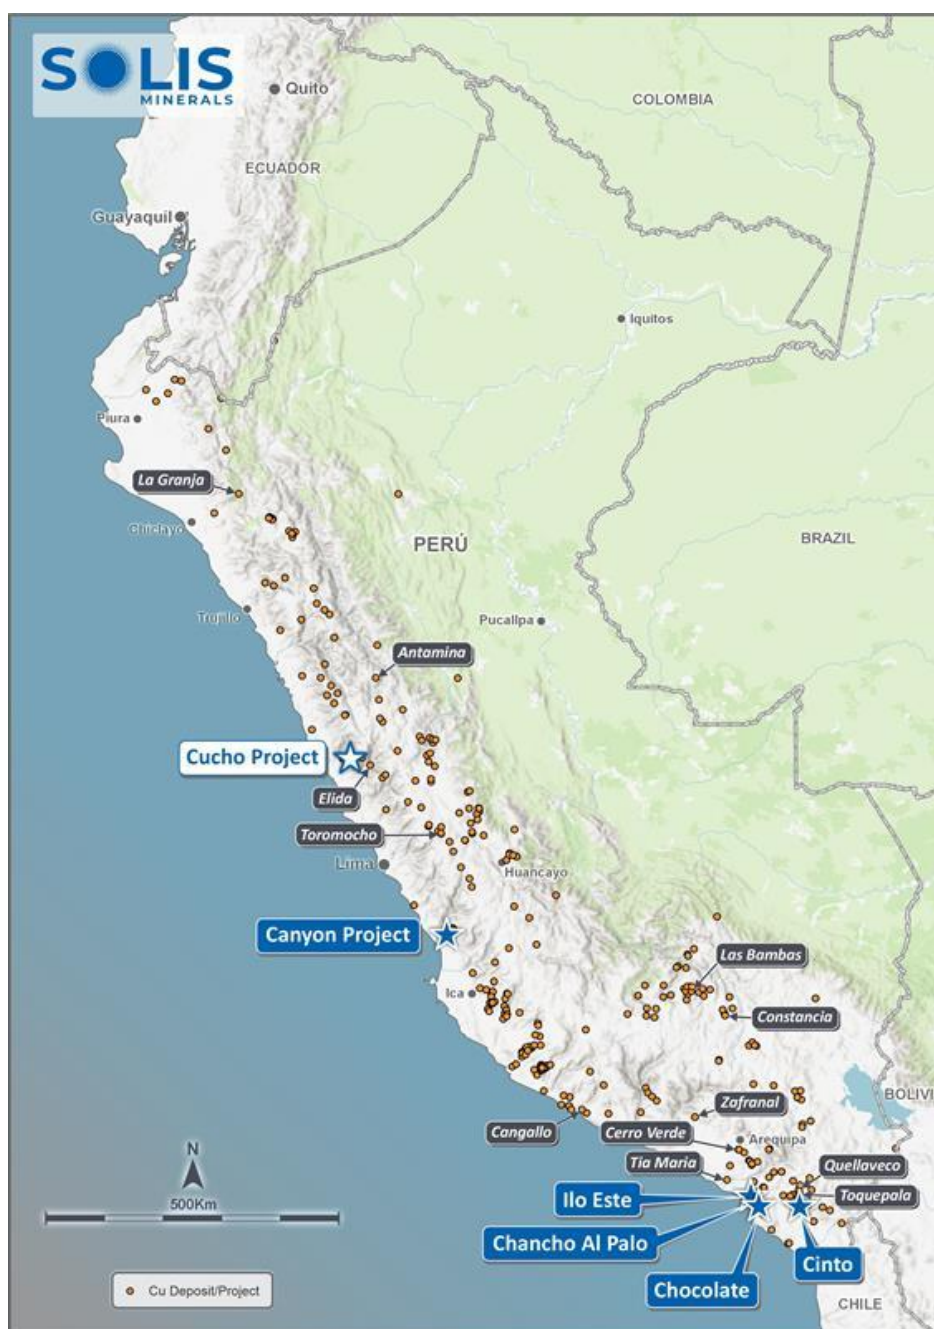 SOLIS
MINERALS
Quito
COLOMBIA
ECUADOR
Guayaquil
Iquitos
Piura
La Granja
Chiclayo
PERÚ
BRAZIL
Trujillo
Pucallpa
Antamina
Cucho Project
Elida
Toromocho
Lima
Huancayo
Canyon Project
Las Bambas
Ica
Constancia
BOLIVI
Zafranal
Cangallo
Cerro Verde
Arequipa
Tia Maria
Quellaveco
N
500Km
Ilo Este
Toquepala
Chancho Al Palo
Cinto
Chocolate
Cu Deposit/Project
CHILE